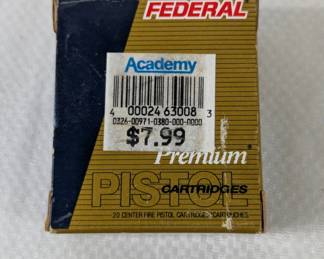 FEDERAL
Academy
4 00024 63008 3
0326-00971-0380-000-0000
$7.99
Premium
PISTOL
CARTRIDGES
20 CENTER FIRE PISTOL CARTRIDGES/CARTOUCHES